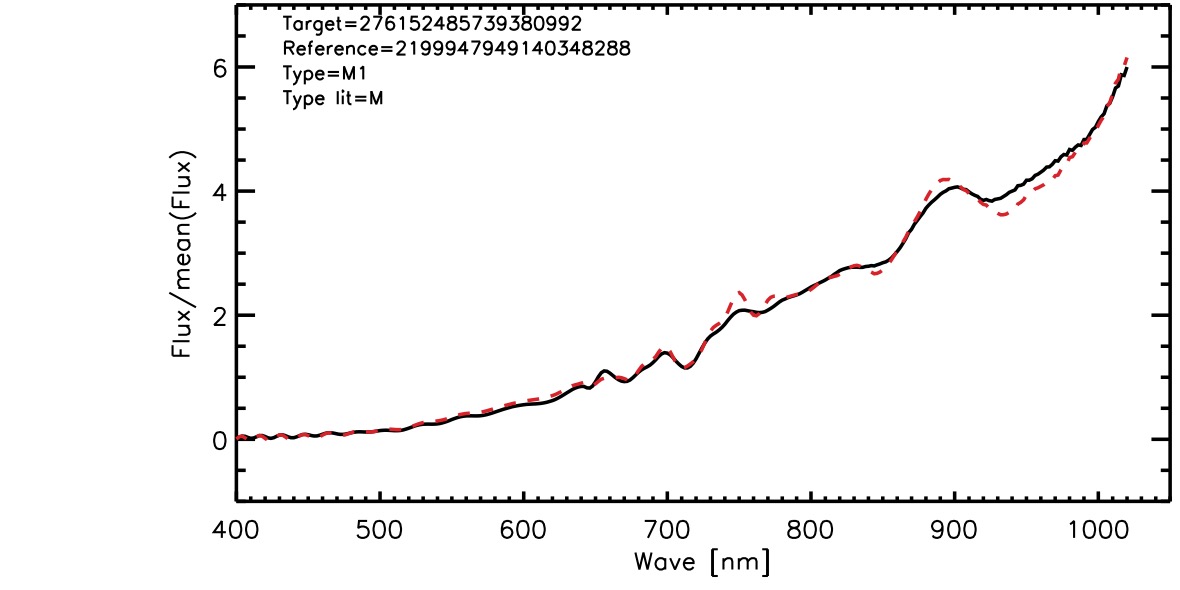 Target=276152485739380992
Reference=2199947949140348288
Type=M1
Type lit=M
6
4
2
0
Flux/mean(Flux)
400 500 600 700 800 900 1000
Wave [nm]